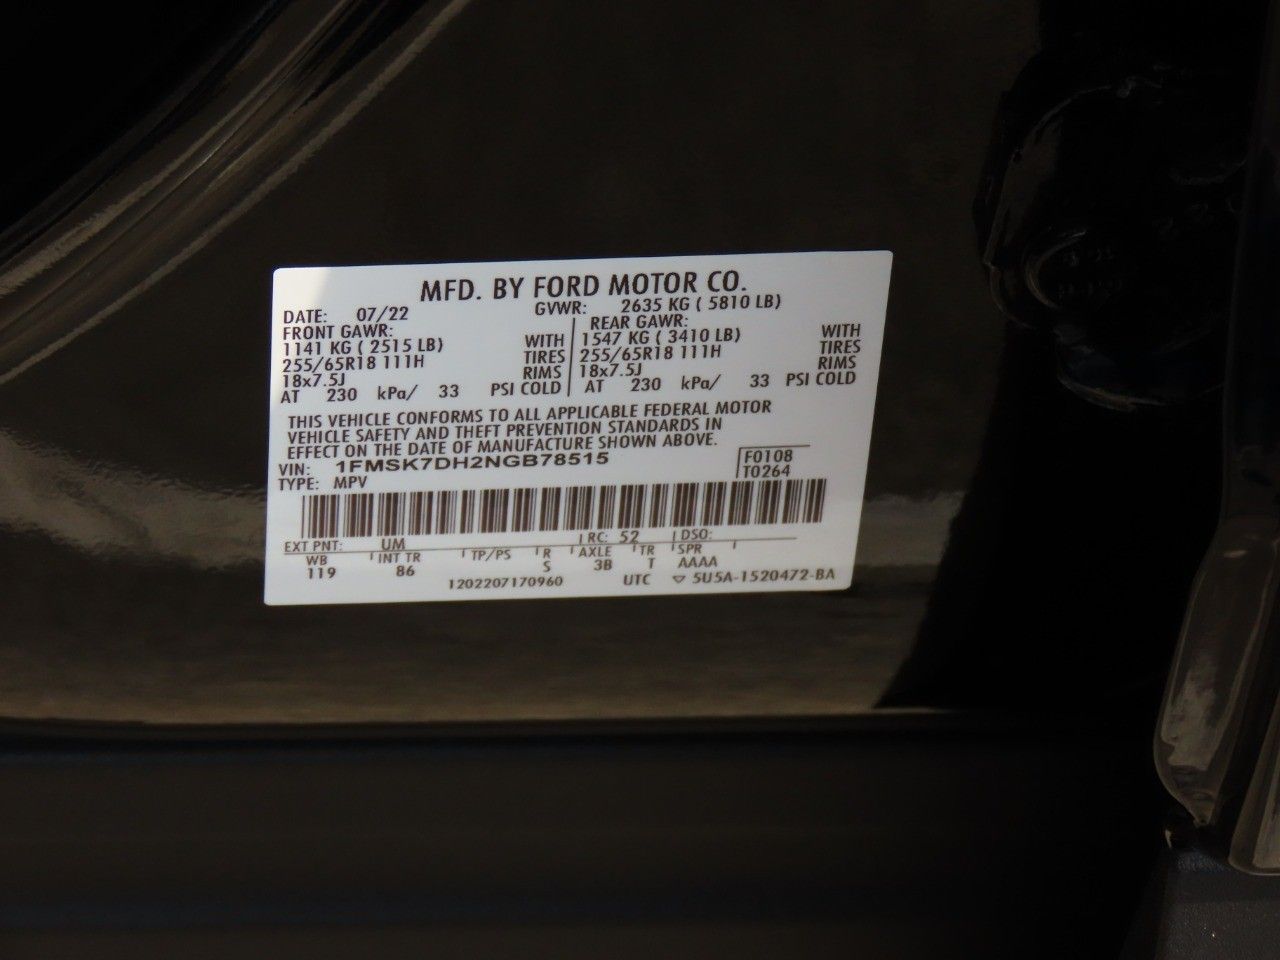 MFD. BY FORD MOTOR CO.
DATE: 07/22 GVWR: 2635 KG ( 5810 LB)
FRONT GAWR: REAR GAWR:
1141 KG ( 2515 LB) WITH 1547 KG ( 3410 LB) WITH
255/65R18 111H TIRES 255/65R18 111H TIRES
18x7.5J RIMS 18x7.5J RIMS
AT 230 kPa/ 33 PSI COLD AT 230 kPa/ 33 PSI COLD
THIS VEHICLE CONFORMS TO ALL APPLICABLE FEDERAL MOTOR
VEHICLE SAFETY AND THEFT PREVENTION STANDARDS IN
EFFECT ON THE DATE OF MANUFACTURE SHOWN ABOVE.
VIN: 1FMSK7DH2NGB78515 F0108
TYPE: MPV T0264
EXT PNT: UM RC: 52 DSO:
WB INT TR TP/PS R AXLE TR SPR
119 86 S 3B T AAAA
1202207170960 UTC ▽ 5U5A-1520472-BA